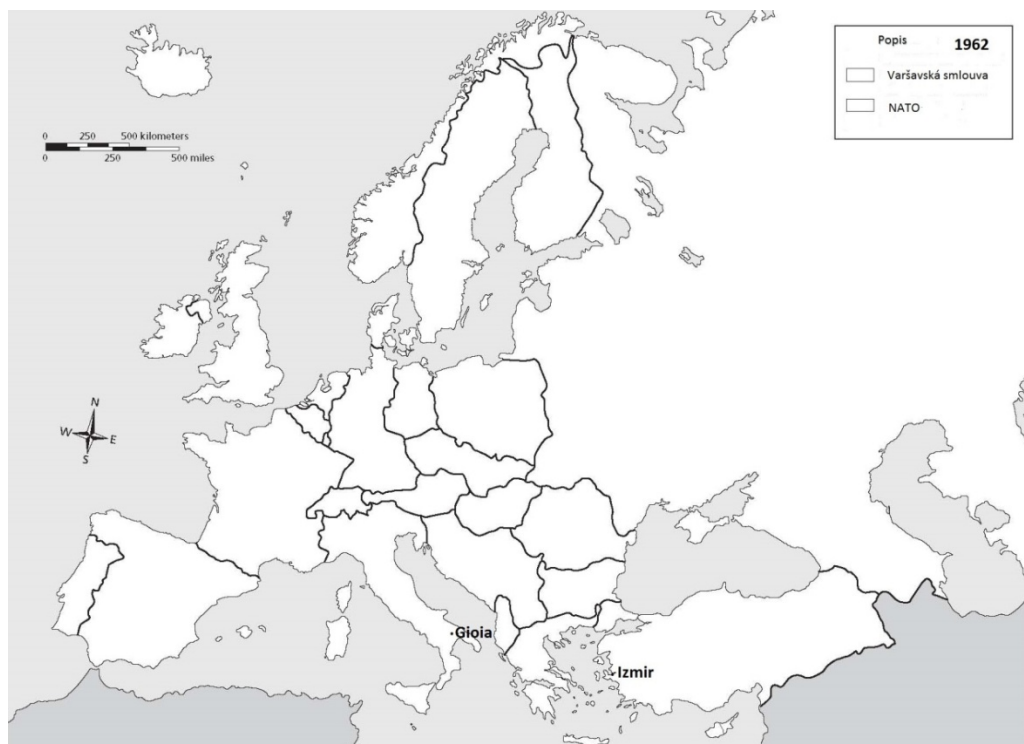 Popis 1962
Varšavská smlouva
NATO
0 250 500 kilometers
0 250 500 miles
N
W E
S
Gioia
Izmir